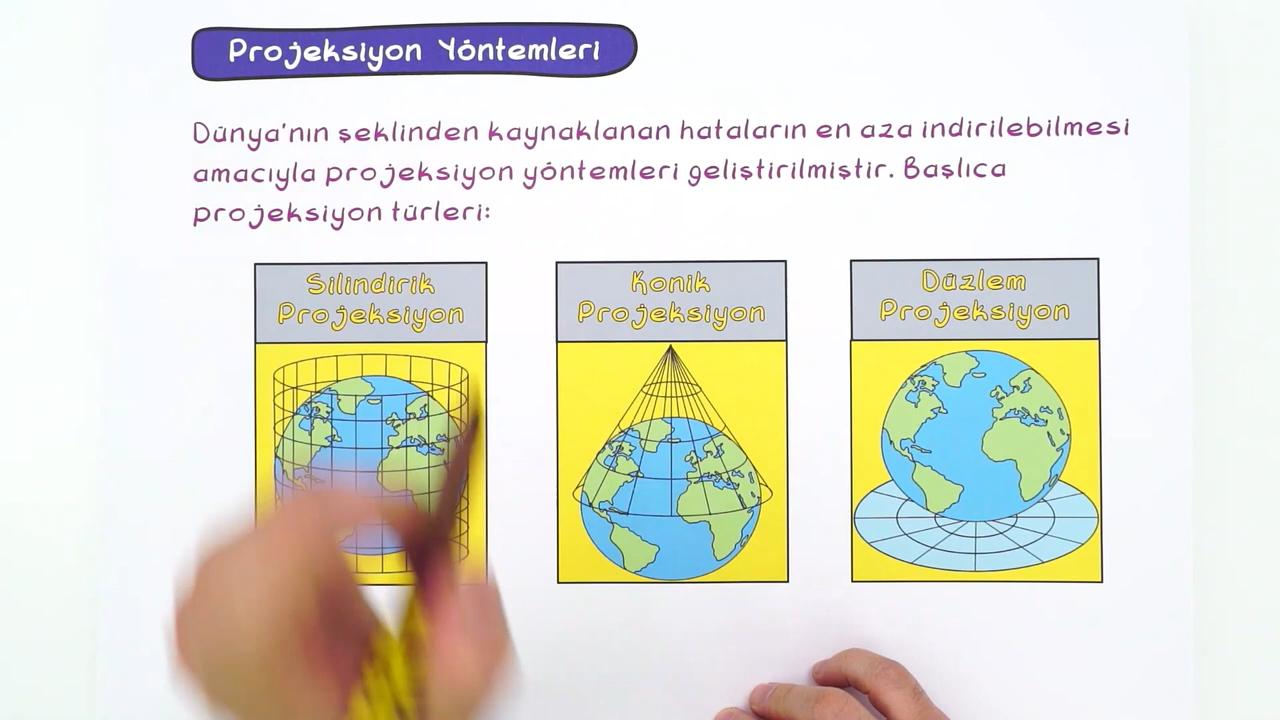 Projeksiyon Yöntemleri
Dünya'nın şeklinden kaynaklanan hataların en aza indirilebilmesi
amacıyla projeksiyon yöntemleri geliştirilmiştir. Başlıca
projeksiyon türleri:
Silindirik
Projeksiyon
Konik
Projeksiyon
Düzlem
Projeksiyon